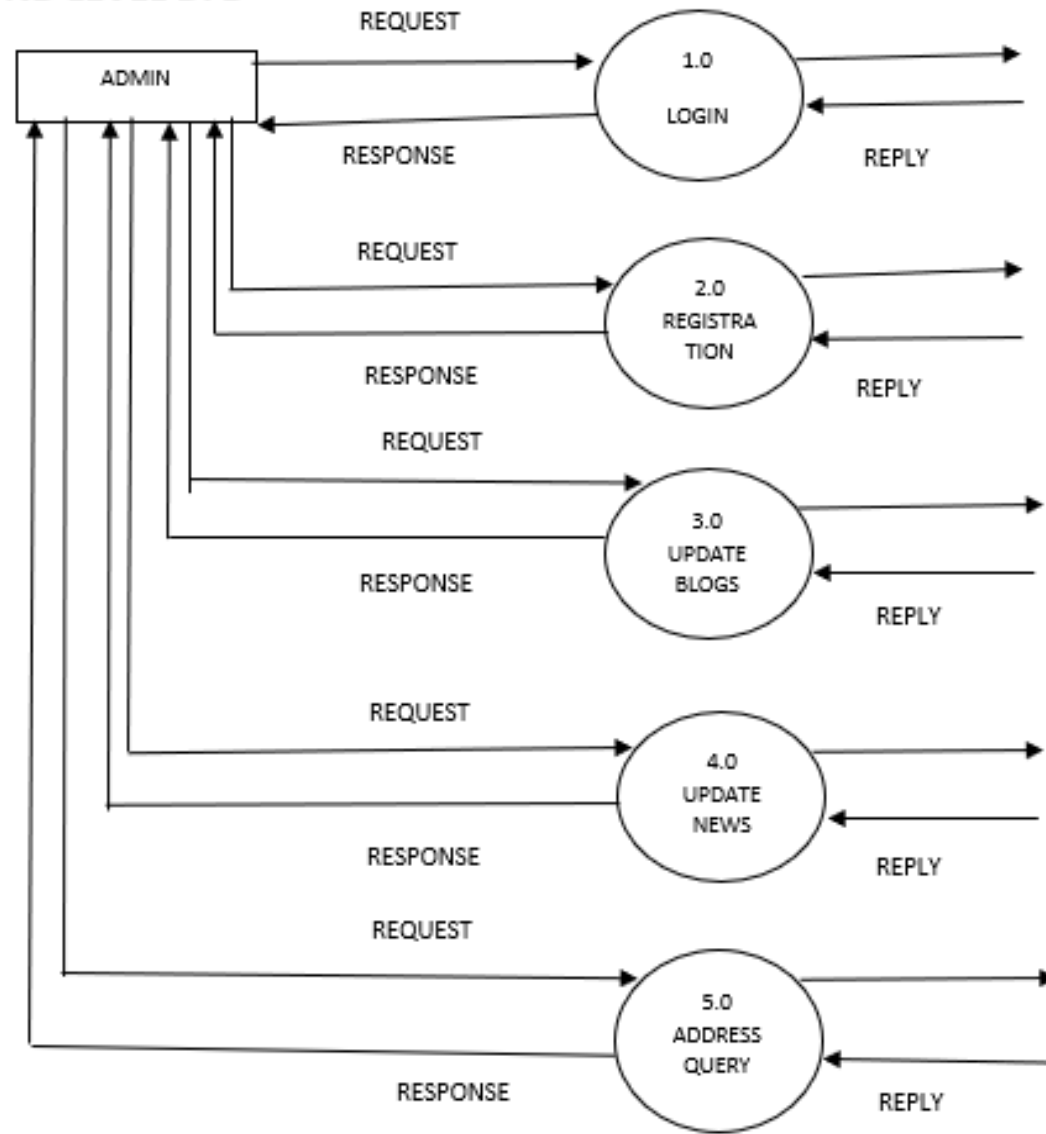 REQUEST
ADMIN
1.0
LOGIN
RESPONSE
REPLY
REQUEST
2.0
REGISTRA
TION
RESPONSE
REPLY
REQUEST
3.0
UPDATE
BLOGS
RESPONSE
REPLY
REQUEST
4.0
UPDATE
NEWS
RESPONSE
REPLY
REQUEST
5.0
ADDRESS
QUERY
RESPONSE
REPLY